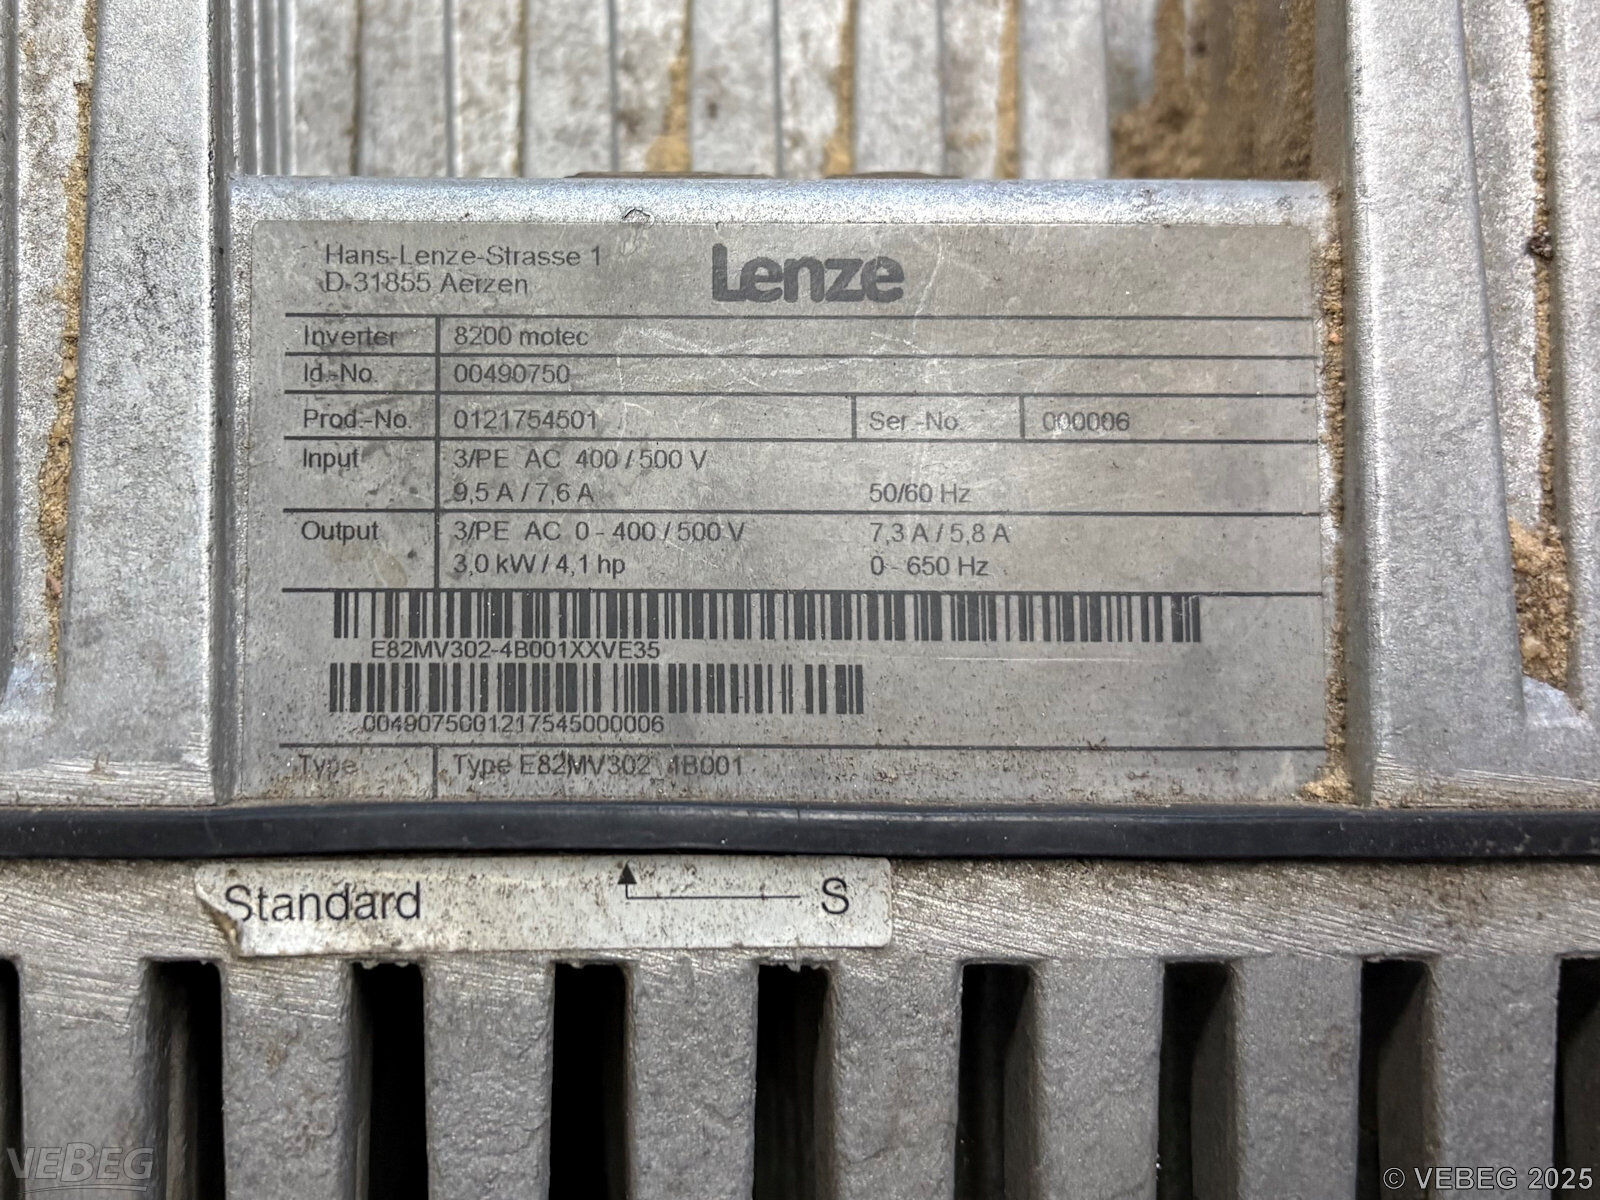 Hans-Lenze-Strasse 1
D-31855 Aerzen
Lenze
Inverter 8200 motec
Id.-No. 00490750
Prod.-No. 0121754501 Ser.-No. 000006
Input 3/PE AC 400 / 500 V
9,5 A / 7,6 A 50/60 Hz
Output 3/PE AC 0 - 400 / 500 V 7,3 A / 5,8 A
3,0 kW / 4,1 hp 0 - 650 Hz
E82MV302-4B001XXVE35
0049075001217545000006
Type Type E82MV302_4B001
Standard S
VEBEG
© VEBEG 2025